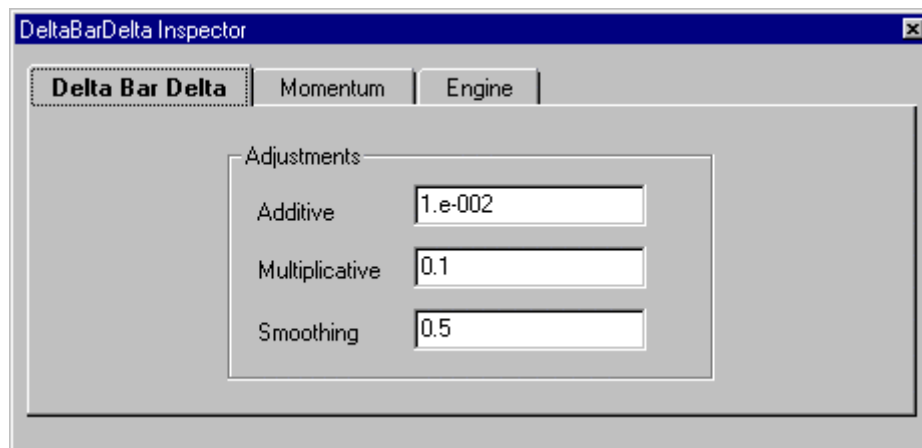 DeltaBarDelta Inspector
Delta Bar Delta Momentum Engine
Adjustments
Additive 1.e-002
Multiplicative 0.1
Smoothing 0.5